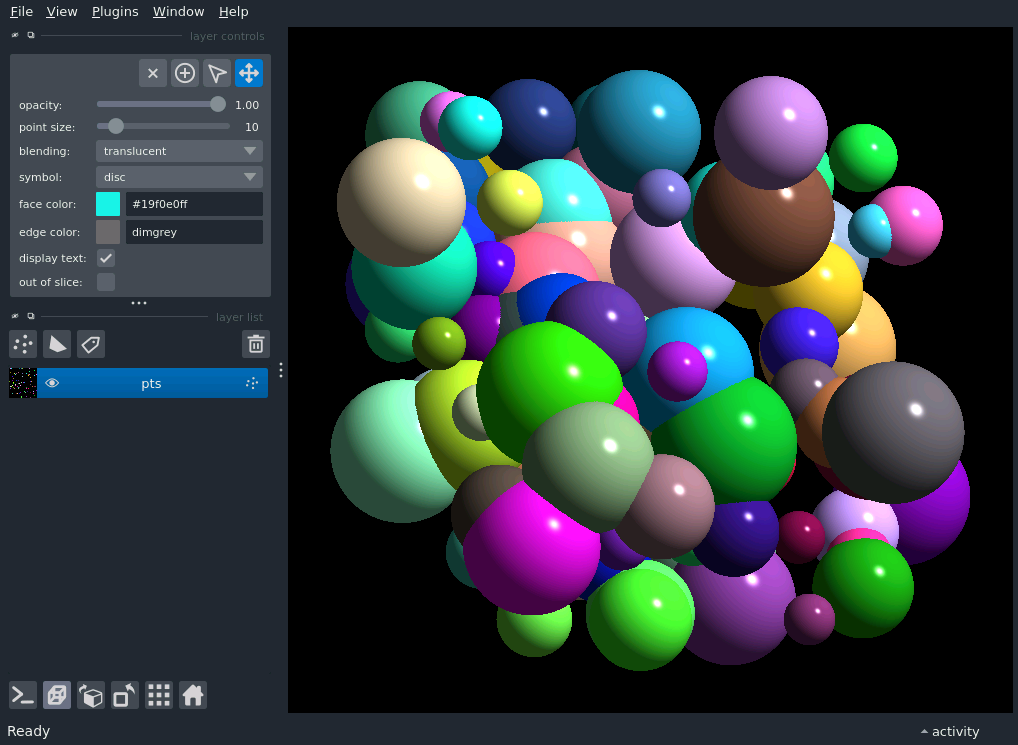 File View Plugins Window Help
layer controls
opacity: 1.00
point size: 10
blending: translucent
symbol: disc
face color: #19f0e0ff
edge color: dimgrey
display text:
out of slice:
layer list
pts
Ready
activity